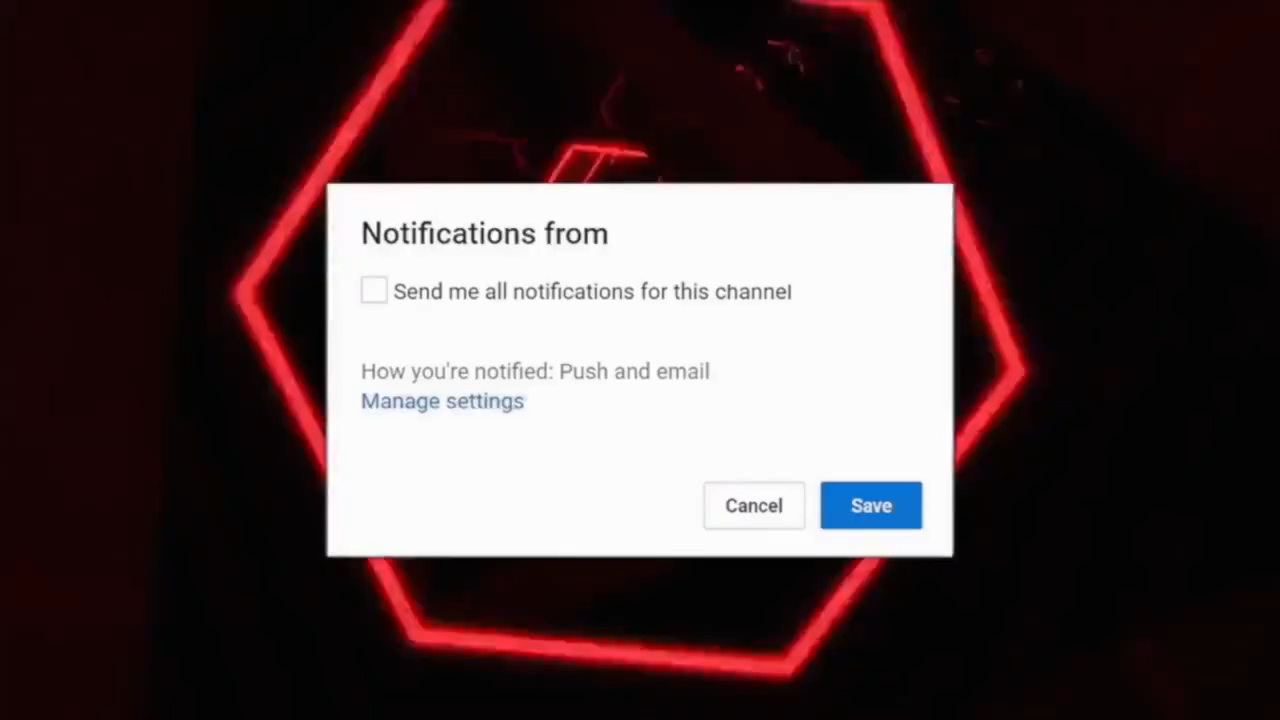 Notifications from
Send me all notifications for this channel
How you're notified: Push and email
Manage settings
Cancel
Save